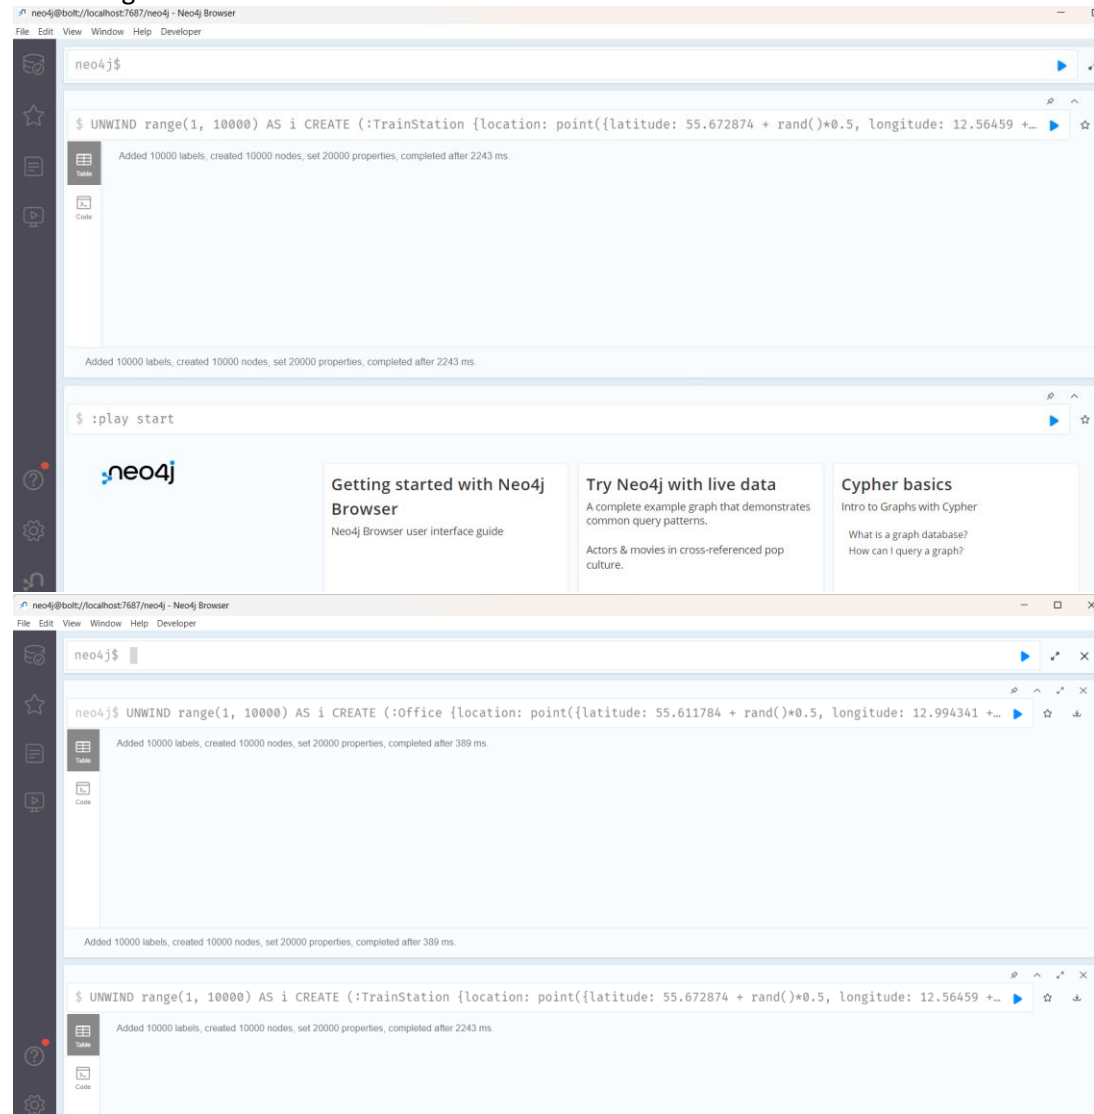 neo4j@bolt://localhost:7687/neo4j - Neo4j Browser
File Edit View Window Help Developer
neo4j$
$ UNWIND range(1, 10000) AS i CREATE (:TrainStation {location: point({latitude: 55.672874 + rand()*0.5, longitude: 12.56459 +…
Added 10000 labels, created 10000 nodes, set 20000 properties, completed after 2243 ms.
Table
Code
Added 10000 labels, created 10000 nodes, set 20000 properties, completed after 2243 ms.
$ :play start
neo4j
Getting started with Neo4j
Browser
Neo4j Browser user interface guide
Try Neo4j with live data
A complete example graph that demonstrates
common query patterns.
Actors & movies in cross-referenced pop
culture.
Cypher basics
Intro to Graphs with Cypher
What is a graph database?
How can I query a graph?
neo4j@bolt://localhost:7687/neo4j - Neo4j Browser
File Edit View Window Help Developer
neo4j$
neo4j$ UNWIND range(1, 10000) AS i CREATE (:Office {location: point({latitude: 55.611784 + rand()*0.5, longitude: 12.994341 +…
Added 10000 labels, created 10000 nodes, set 20000 properties, completed after 389 ms.
Table
Code
Added 10000 labels, created 10000 nodes, set 20000 properties, completed after 389 ms.
$ UNWIND range(1, 10000) AS i CREATE (:TrainStation {location: point({latitude: 55.672874 + rand()*0.5, longitude: 12.56459 +…
Added 10000 labels, created 10000 nodes, set 20000 properties, completed after 2243 ms.
Table
Code